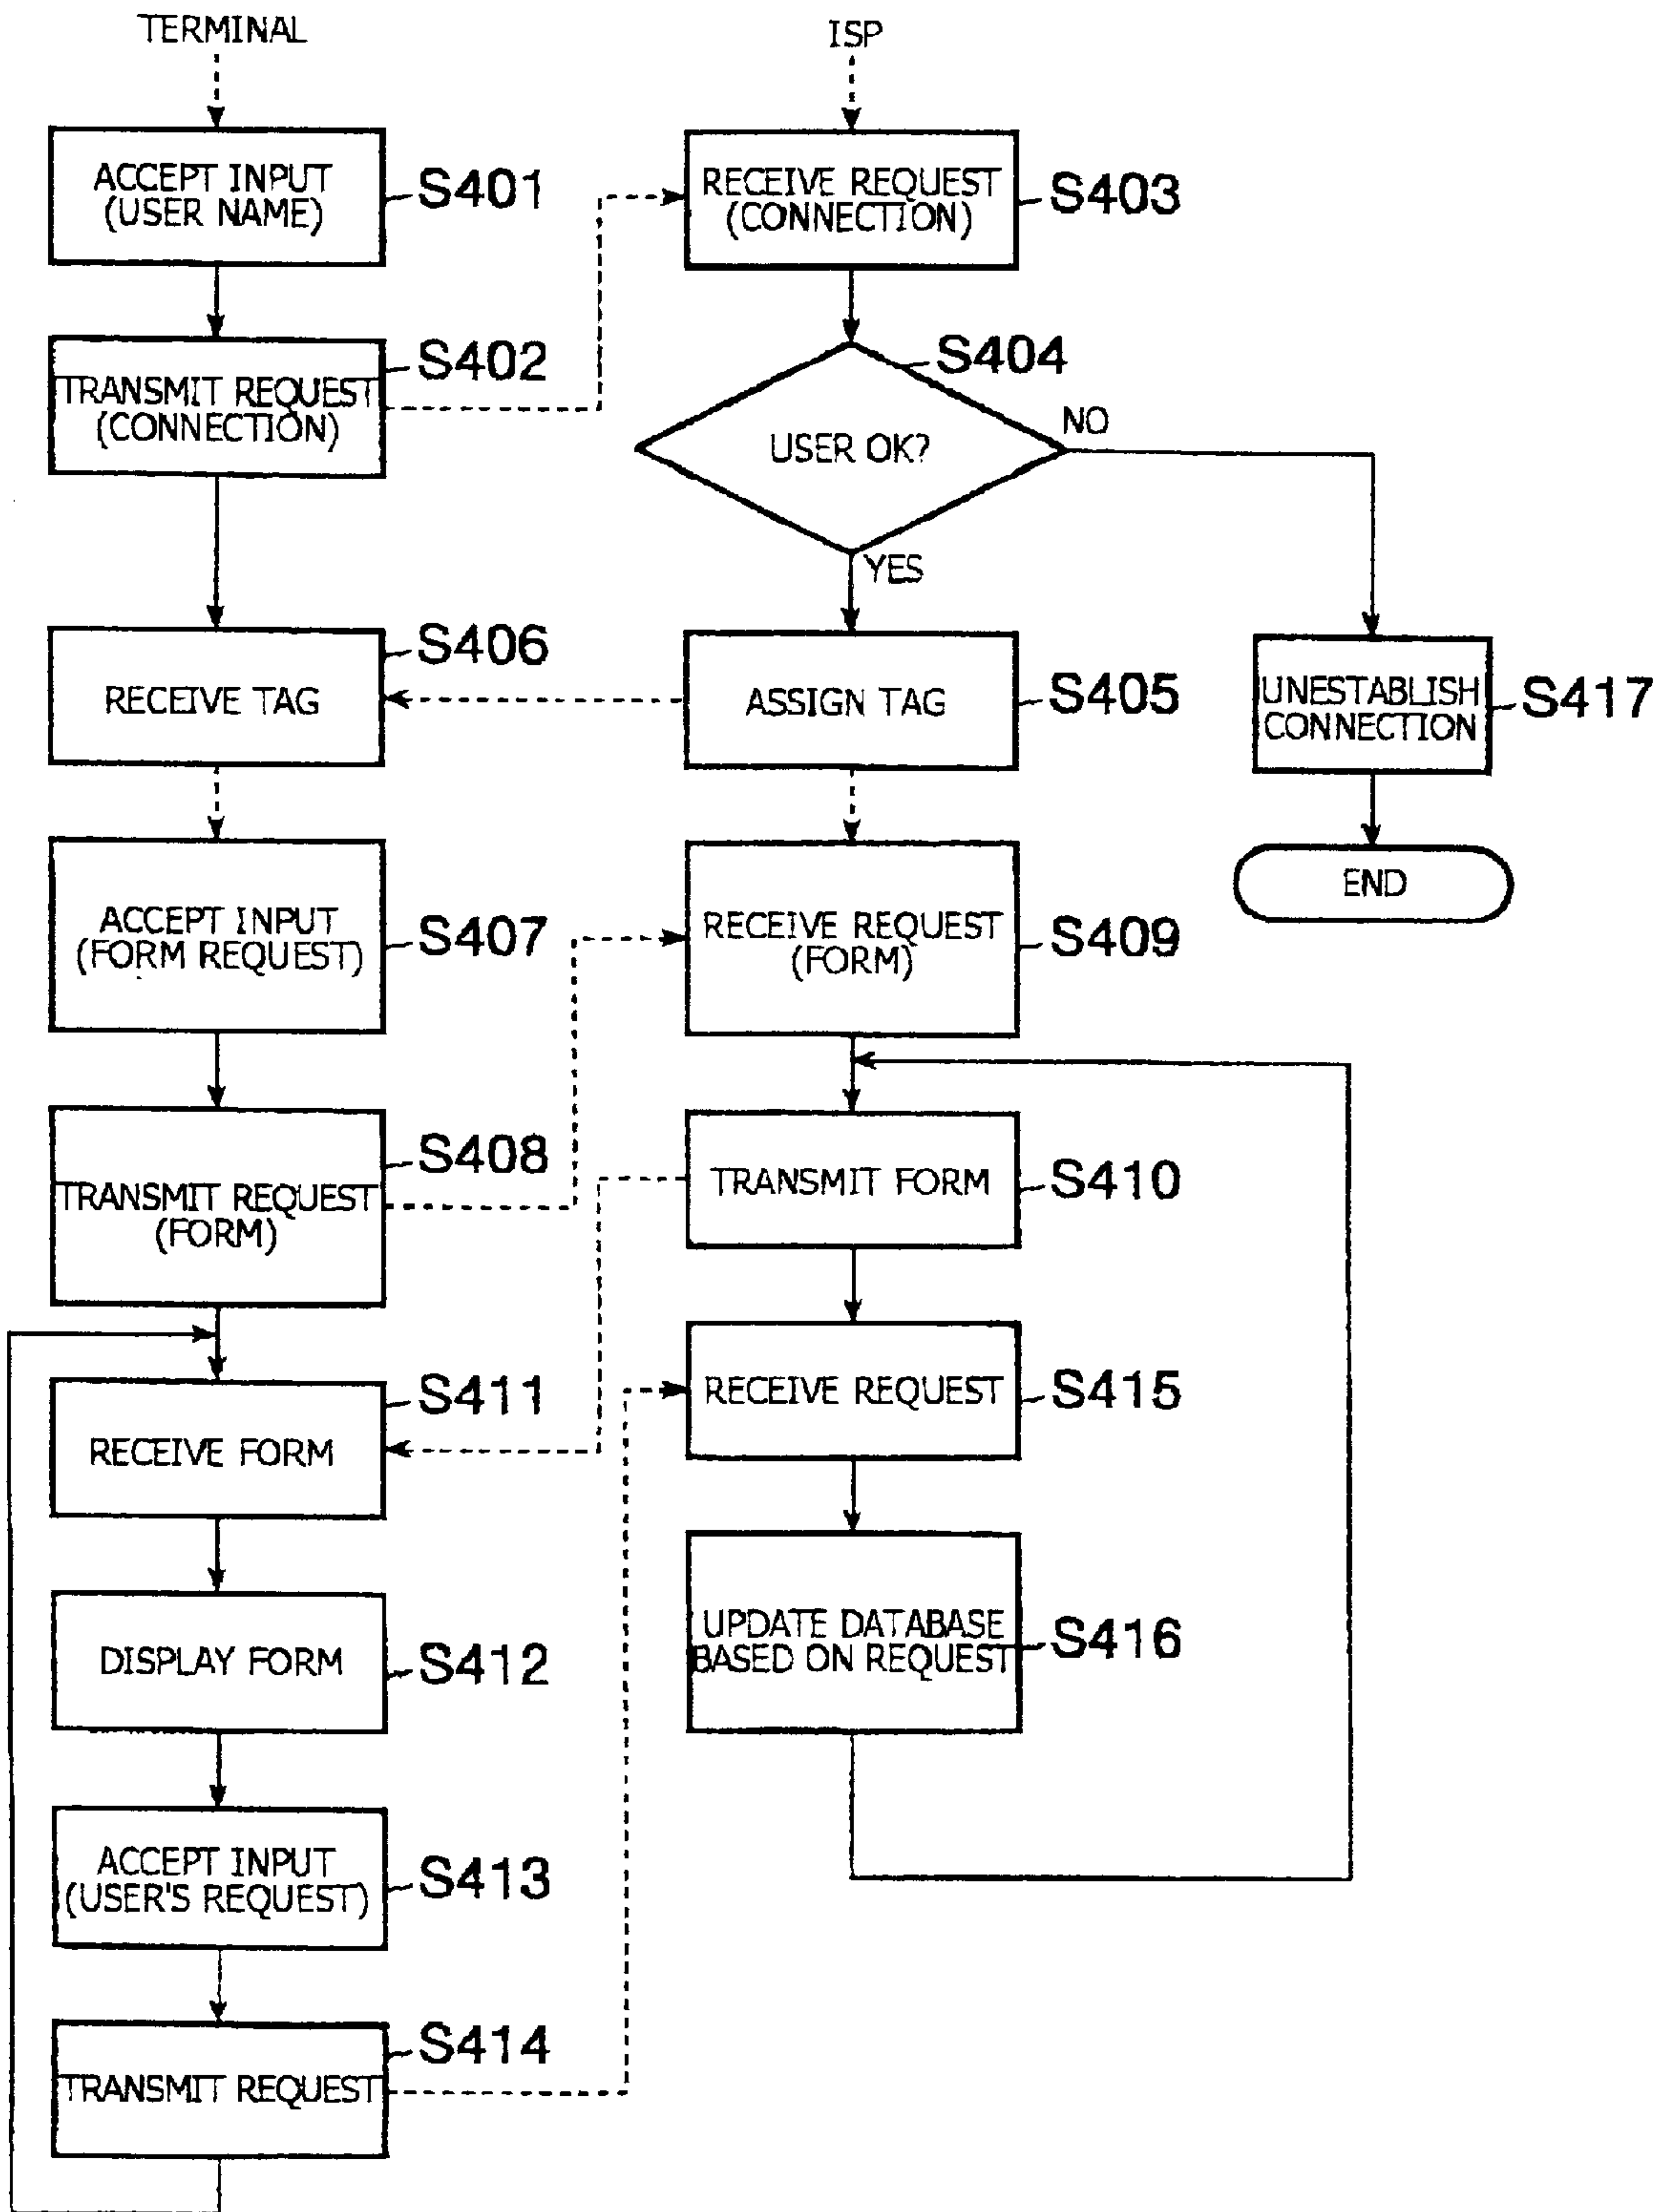 TERMINAL
ISP
ACCEPT INPUT
(USER NAME)
S401
RECEIVE REQUEST
(CONNECTION)
S403
TRANSMIT REQUEST
(CONNECTION)
S402
S404
USER OK?
NO
YES
RECEIVE TAG
S406
ASSIGN TAG
S405
UNESTABLISH
CONNECTION
S417
END
ACCEPT INPUT
(FORM REQUEST)
S407
RECEIVE REQUEST
(FORM)
S409
TRANSMIT REQUEST
(FORM)
S408
TRANSMIT FORM
S410
RECEIVE FORM
S411
RECEIVE REQUEST
S415
DISPLAY FORM
S412
UPDATE DATABASE
BASED ON REQUEST
S416
ACCEPT INPUT
(USER'S REQUEST)
S413
TRANSMIT REQUEST
S414